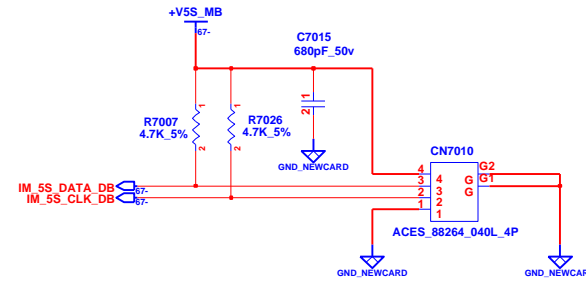 +V5S_MB
67-
C7015
680pF_50v
1
2
R7007
4.7K_5%
1
2
R7026
4.7K_5%
1
2
GND_NEWCARD
CN7010
IM_5S_DATA_DB
67-
IM_5S_CLK_DB
67-
4
3
2
1
4
3
2
1
G
G
G2
G1
ACES_88264_040L_4P
GND_NEWCARD
GND_NEWCAR